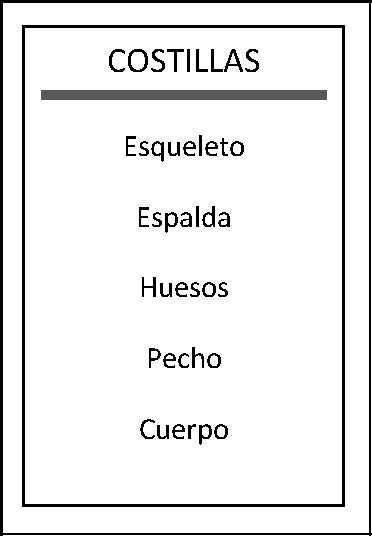 COSTILLAS
Esqueleto
Espalda
Huesos
Pecho
Cuerpo